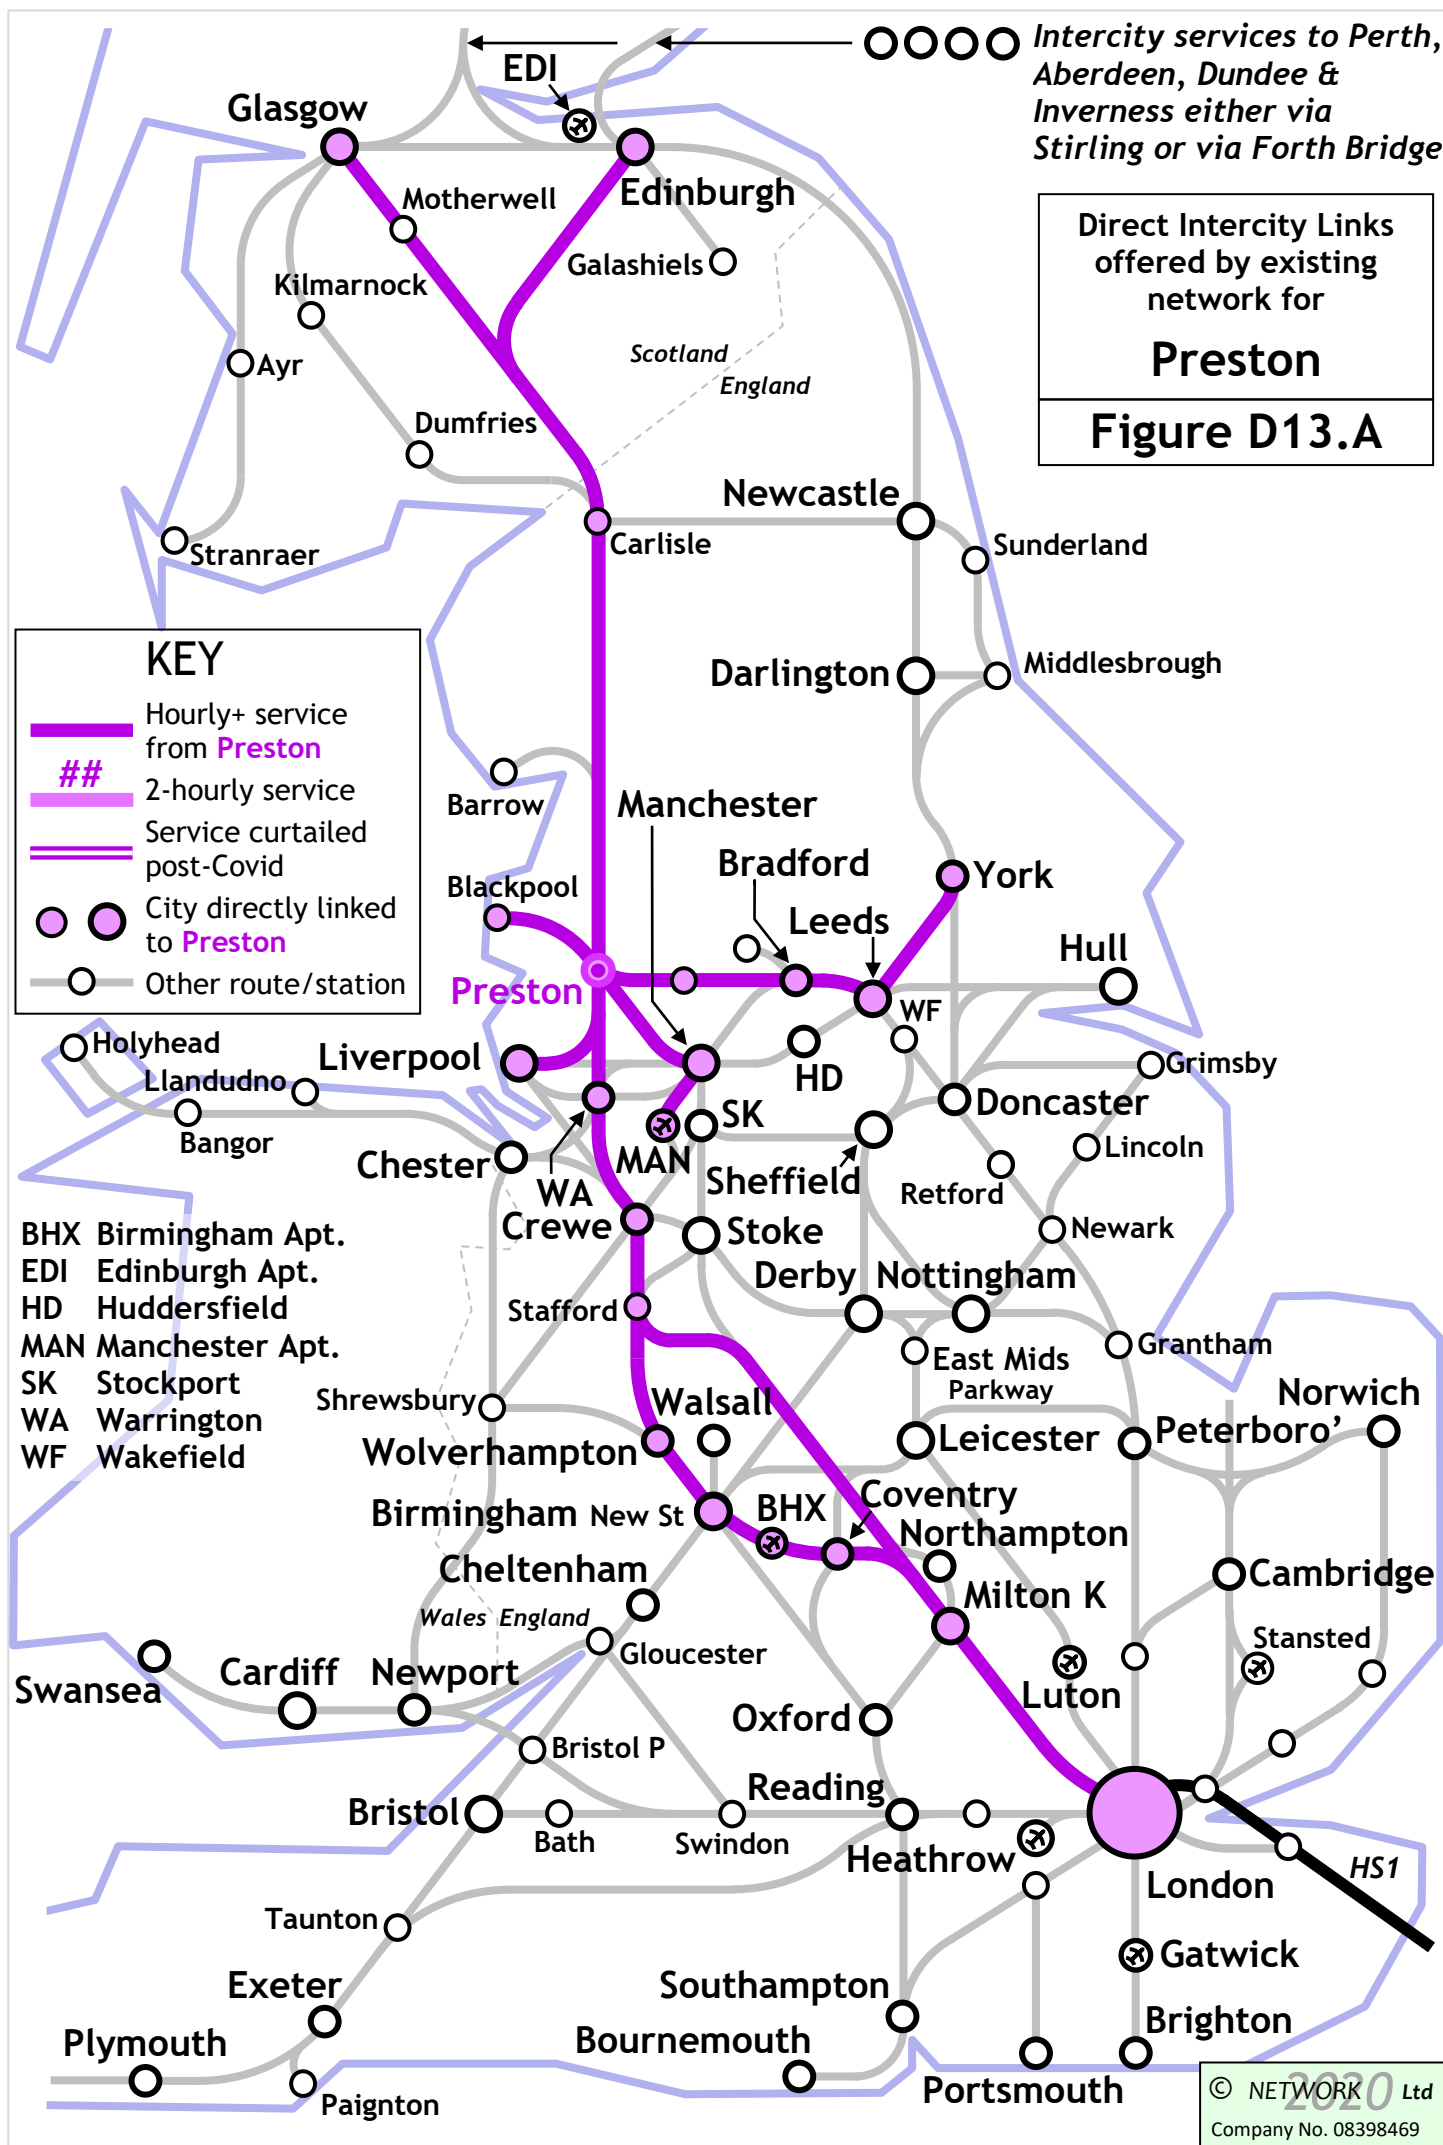 Intercity services to Perth,
Aberdeen, Dundee &
Inverness either via
Stirling or via Forth Bridge
EDI
Glasgow
Edinburgh
Motherwell
Galashiels
Kilmarnock
Direct Intercity Links
offered by existing
network for
Preston
Figure D13.A
Scotland
England
Ayr
Dumfries
Newcastle
Carlisle
Sunderland
Stranraer
KEY
Hourly+ service
from Preston
##
2-hourly service
Service curtailed
post-Covid
City directly linked
to Preston
Other route/station
Darlington
Middlesbrough
Barrow
Manchester
Bradford
York
Blackpool
Leeds
Hull
Preston
WF
Holyhead
Liverpool
Llandudno
HD
Grimsby
Bangor
SK
Doncaster
MAN
Chester
Lincoln
WA
Sheffield
Retford
Crewe
Stoke
Newark
BHX Birmingham Apt.
EDI Edinburgh Apt.
HD Huddersfield
MAN Manchester Apt.
SK Stockport
WA Warrington
WF Wakefield
Derby
Nottingham
Stafford
Grantham
East Mids
Parkway
Shrewsbury
Walsall
Norwich
Wolverhampton
Leicester
Peterboro’
Birmingham New St
BHX
Coventry
Northampton
Cheltenham
Cambridge
Milton K
Wales England
Gloucester
Stansted
Swansea
Cardiff
Newport
Luton
Oxford
Bristol P
Reading
Bristol
Bath
Swindon
Heathrow
HS1
London
Taunton
Gatwick
Exeter
Southampton
Brighton
Plymouth
Bournemouth
Paignton
Portsmouth
© NETWORK 2020 Ltd
Company No. 08398469